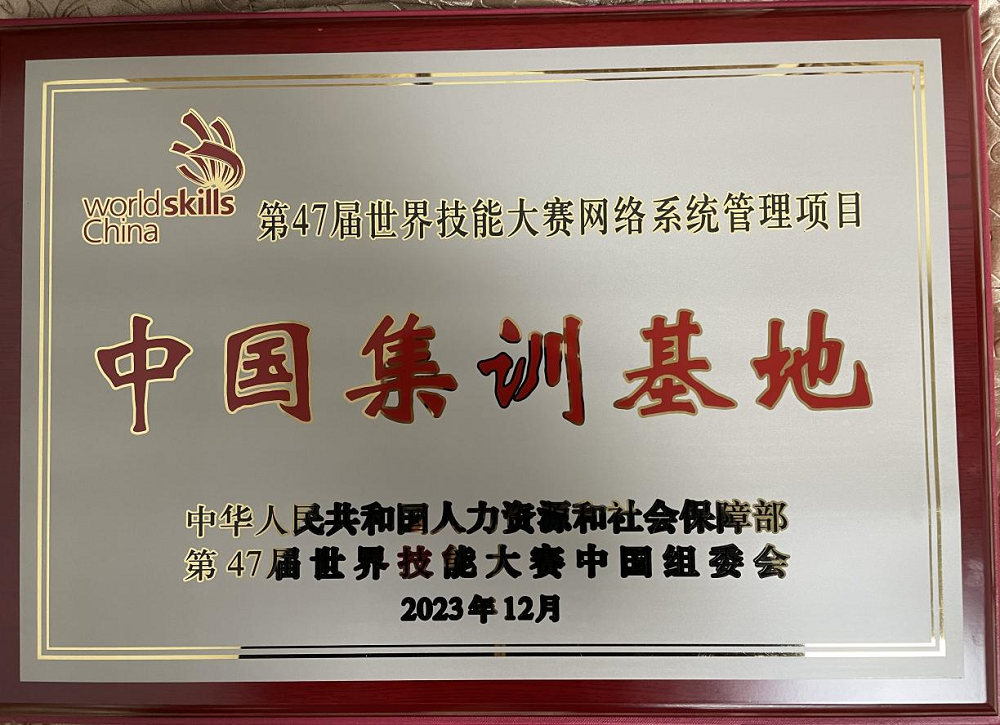 worldskills
China
第47届世界技能大赛网络系统管理项目
中国集训基地
中华人民共和国人力资源和社会保障部
第47届世界技能大赛中国组委会
2023年12月